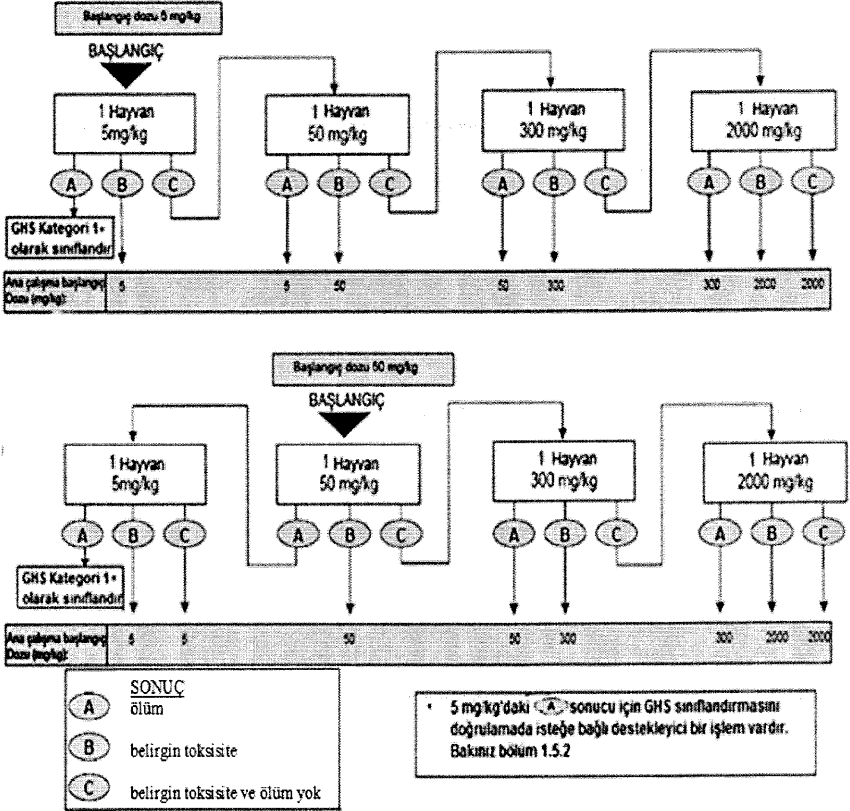 Başlangıç dozu 5 mg/kg
BAŞLANGIÇ
1 Hayvan
5mg/kg
1 Hayvan
50 mg/kg
1 Hayvan
300 mg/kg
1 Hayvan
2000 mg/kg
A B C A B C A B C A B C
GHS Kategori 1*
olarak sınıflandır
Ana çalışma başlangıç
Dozu (mg/kg): 5 5 50 50 300 300 2000 2000
Başlangıç dozu 50 mg/kg
BAŞLANGIÇ
1 Hayvan
5mg/kg
1 Hayvan
50 mg/kg
1 Hayvan
300 mg/kg
1 Hayvan
2000 mg/kg
A B C A B C A B C A B C
GHS Kategori 1*
olarak sınıflandır
Ana çalışma başlangıç
Dozu (mg/kg): 5 5 50 50 300 300 2000 2000
SONUÇ
A ölüm
B belirgin toksisite
C belirgin toksisite ve ölüm yok
* 5 mg/kg'daki A sonucu için GHS sınıflandırmasını
doğrulamada isteğe bağlı destekleyici bir işlem vardır.
Bakınız bölüm 1.5.2